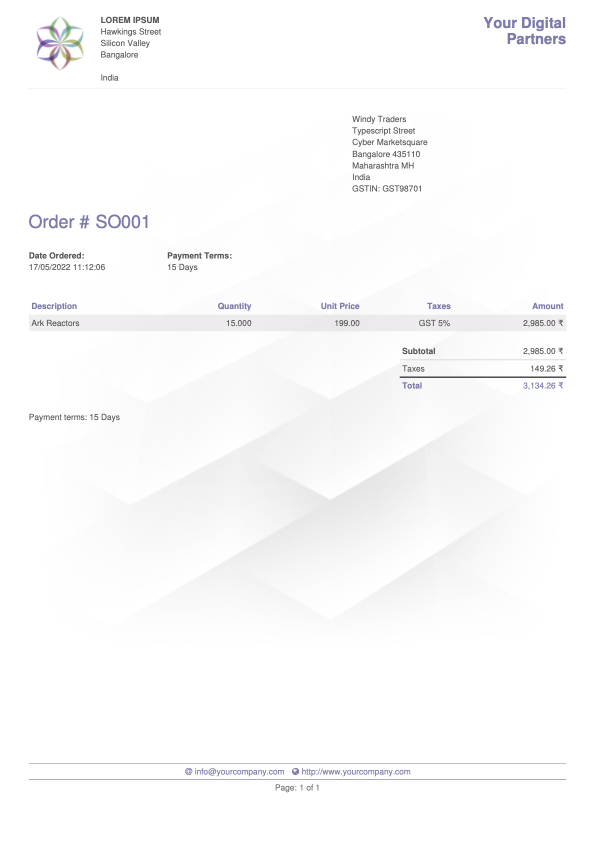 LOREM IPSUM
Hawkings Street
Silicon Valley
Bangalore
India
Your Digital
Partners
Windy Traders
Typescript Street
Cyber Marketsquare
Bangalore 435110
Maharashtra MH
India
GSTIN: GST98701
Order # SO001
Date Ordered: Payment Terms:
17/05/2022 11:12:06 15 Days
Description Quantity Unit Price Taxes Amount
Ark Reactors 15.000 199.00 GST 5% 2,985.00 ₹
Subtotal 2,985.00 ₹
Taxes 149.26 ₹
Total 3,134.26 ₹
Payment terms: 15 Days
info@yourcompany.com http://www.yourcompany.com
Page: 1 of 1